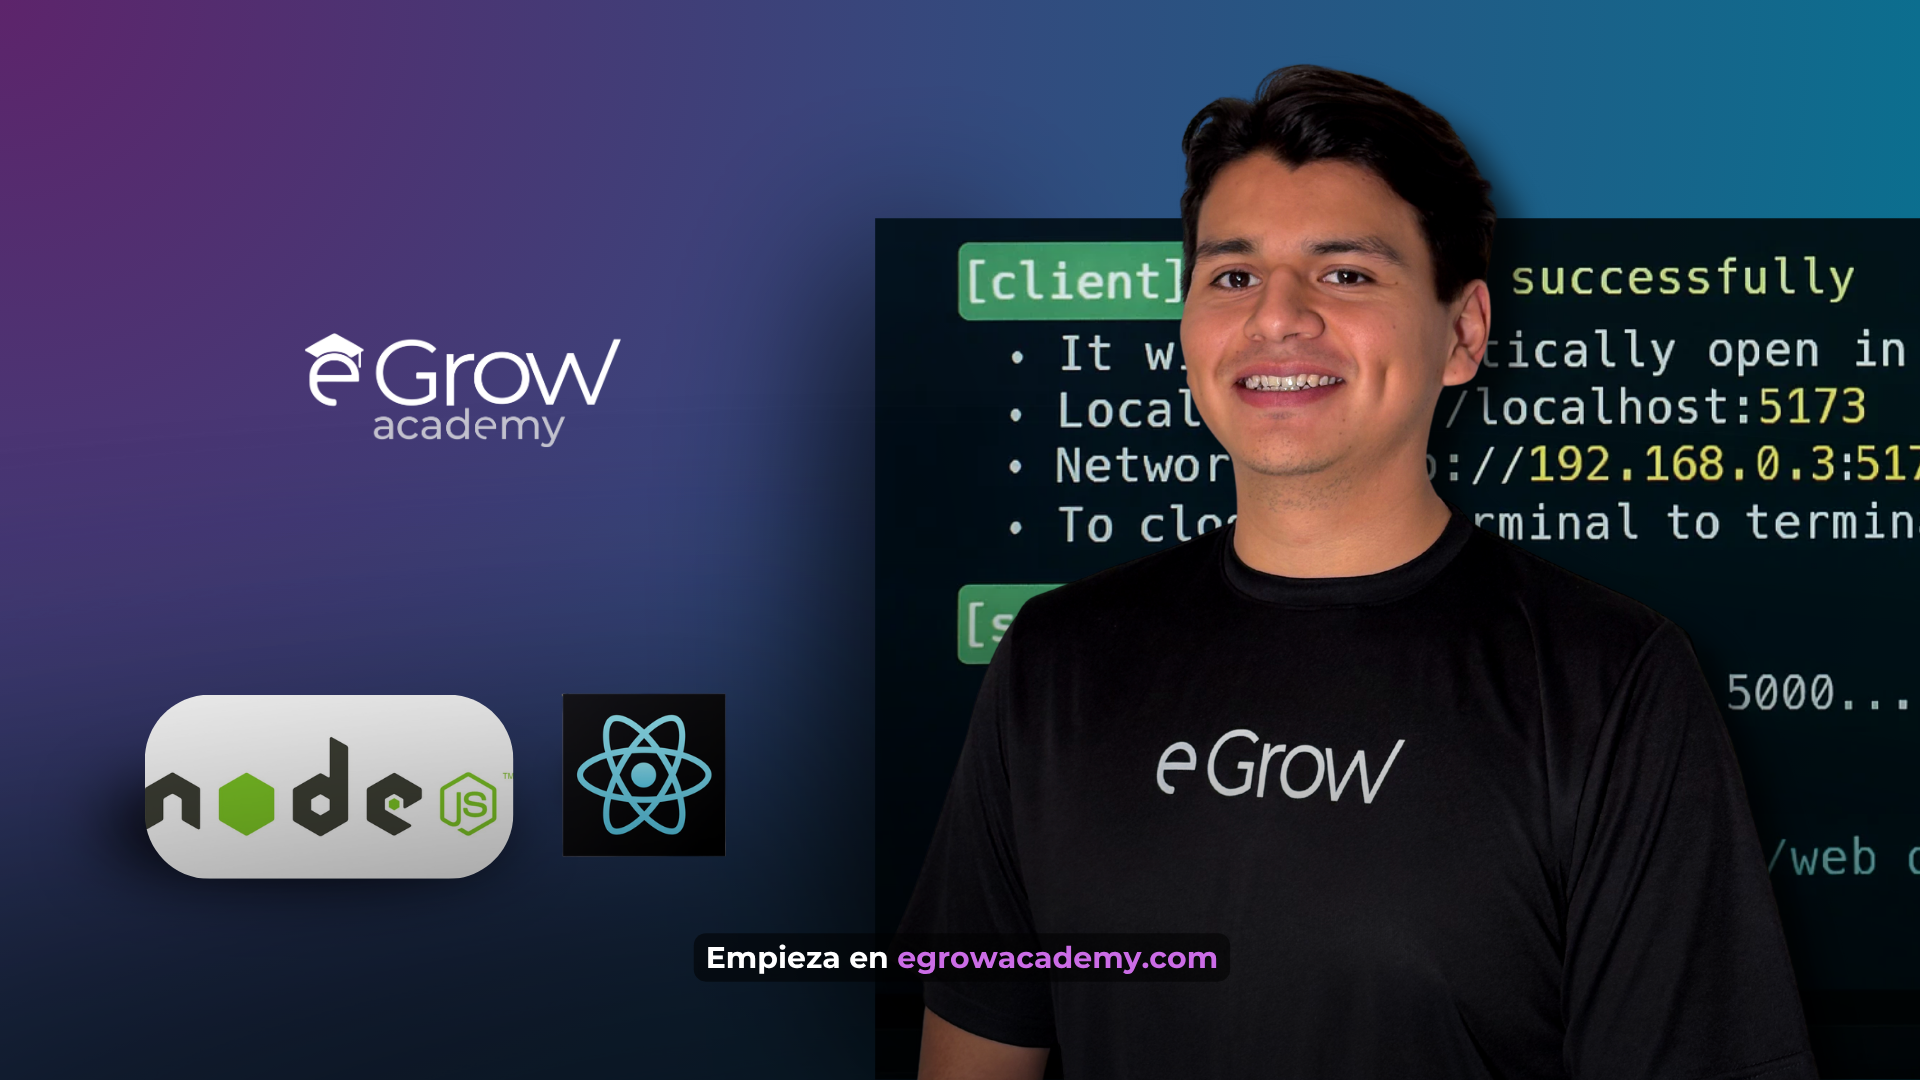 eGrow
academy
[client] successfully
• It w tically open in
• Local /localhost:5173
• Networ ://192.168.0.3:517
• To clo rminal to termin
[s
5000...
node JS ™
eGrow
/web
Empieza en egrowacademy.com